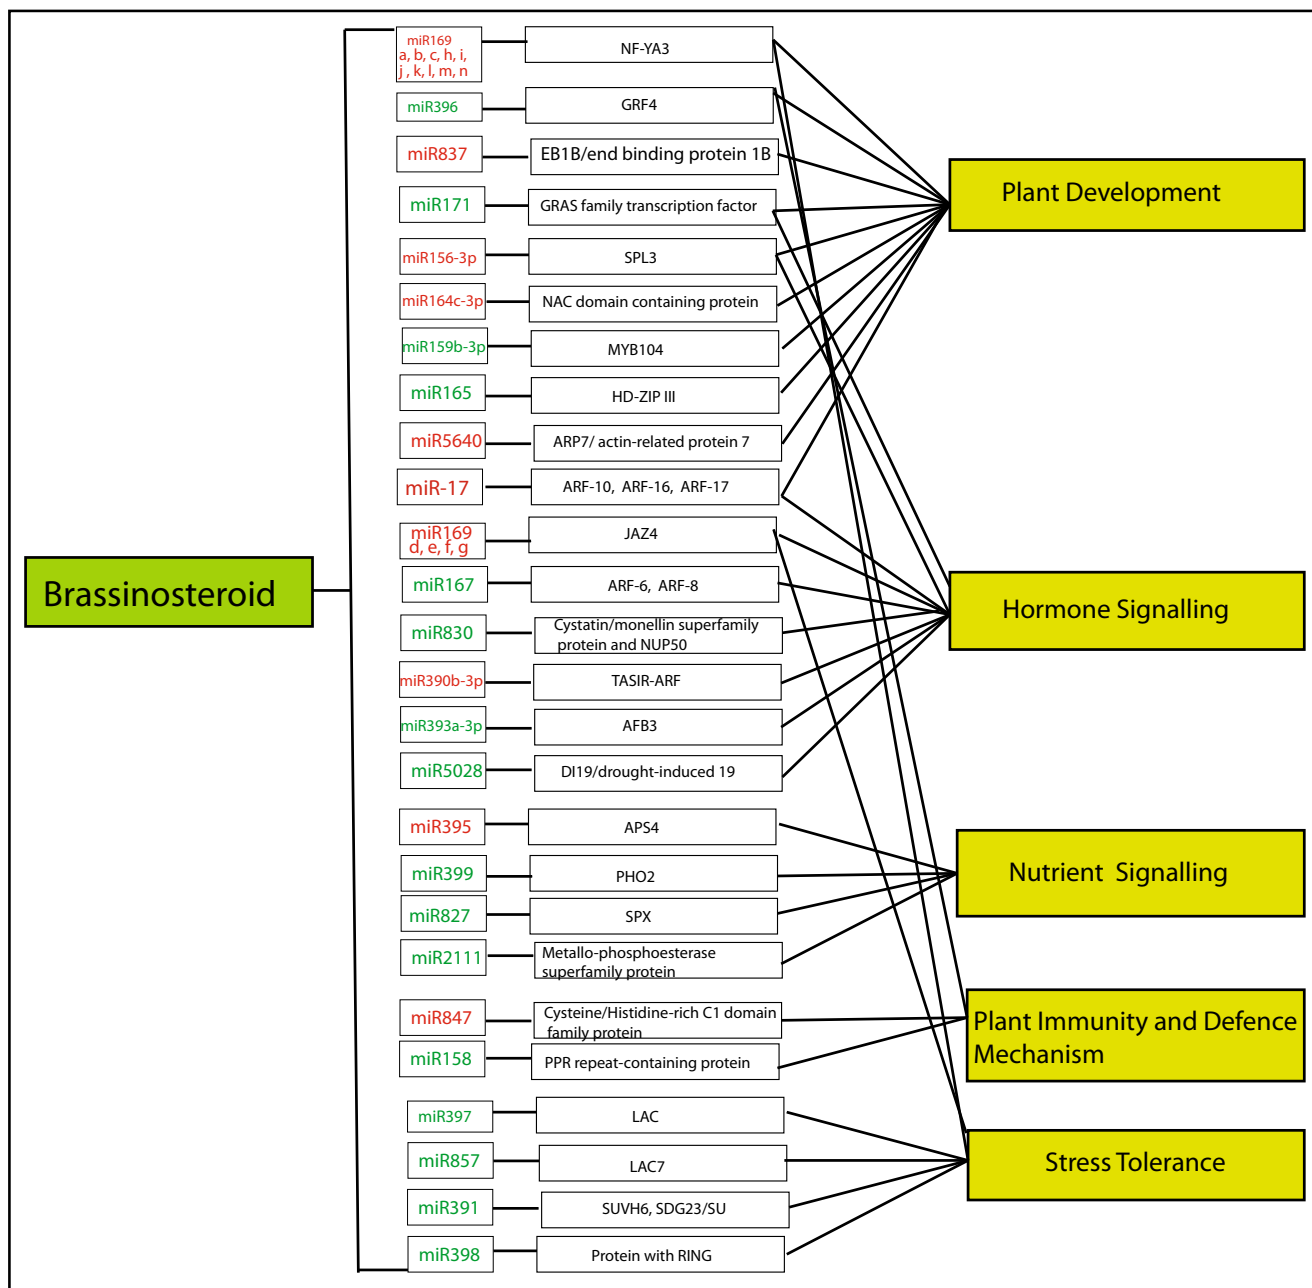 Brassinosteroid
miR169
a, b, c, h, i,
j , k, l, m, n
NF-YA3
miR396
GRF4
miR837
EB1B/end binding protein 1B
miR171
GRAS family transcription factor
miR156-3p
SPL3
miR164c-3p
NAC domain containing protein
miR159b-3p
MYB104
miR165
HD-ZIP III
miR5640
ARP7/ actin-related protein 7
miR-17
ARF-10, ARF-16, ARF-17
miR169
d, e, f, g
JAZ4
miR167
ARF-6, ARF-8
miR830
Cystatin/monellin superfamily
protein and NUP50
miR390b-3p
TASIR-ARF
miR393a-3p
AFB3
miR5028
DI19/drought-induced 19
miR395
APS4
miR399
PHO2
miR827
SPX
miR2111
Metallo-phosphoesterase
superfamily protein
miR847
Cysteine/Histidine-rich C1 domain
family protein
miR158
PPR repeat-containing protein
miR397
LAC
miR857
LAC7
miR391
SUVH6, SDG23/SU
miR398
Protein with RING
Plant Development
Hormone Signalling
Nutrient Signalling
Plant Immunity and Defence
Mechanism
Stress Tolerance